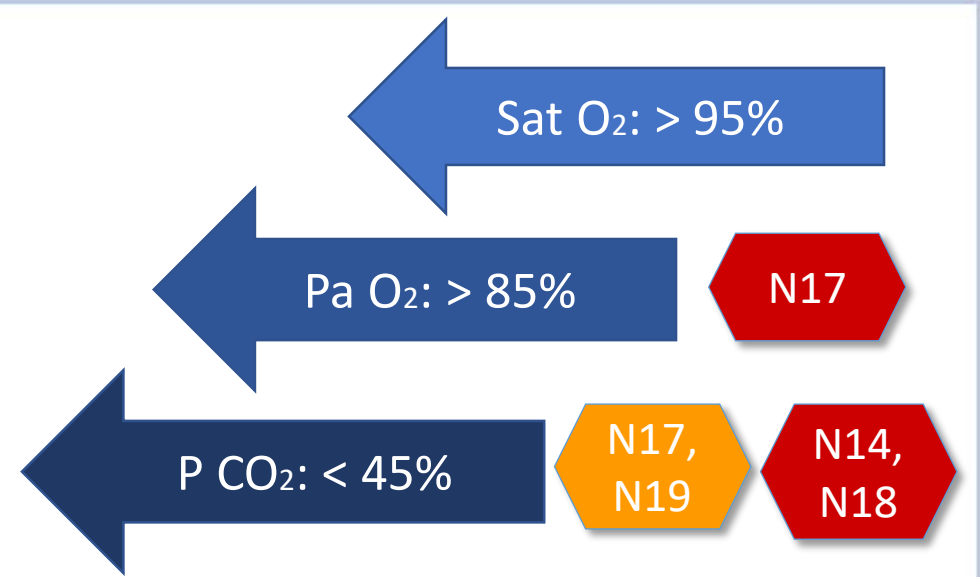 Sat O₂: > 95%
Pa O₂: > 85%
N17
P CO₂: < 45%
N17,
N19
N14,
N18